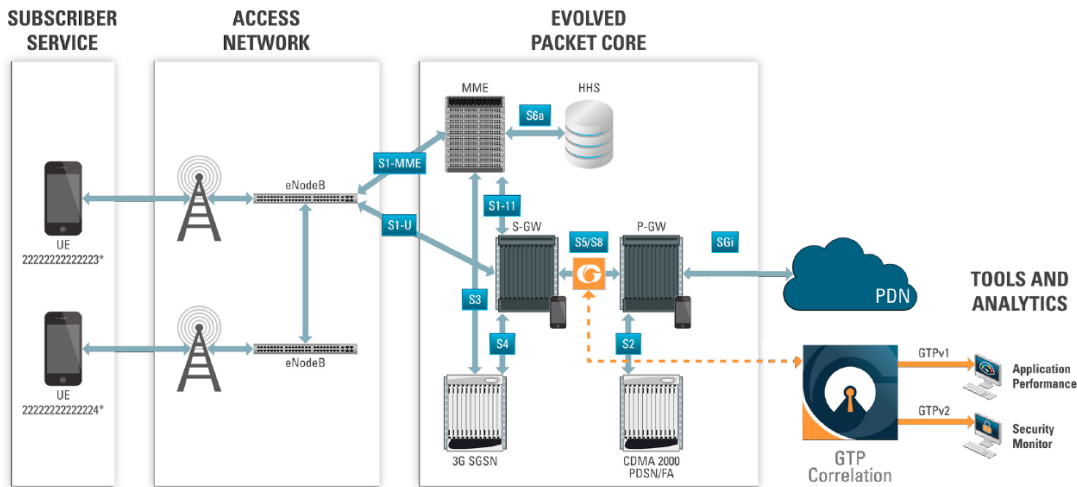 SUBSCRIBER
SERVICE
ACCESS
NETWORK
EVOLVED
PACKET CORE
MME
HHS
S6a
S1-MME
eNodeB
S1-11
S1-U
S-GW
S5/S8
P-GW
SGi
UE
22222222222223*
PDN
TOOLS AND
ANALYTICS
S3
S4
S2
eNodeB
UE
22222222222224*
GTPv1
Application
Performance
GTPv2
Security
Monitor
3G SGSN
CDMA 2000
PDSN/FA
GTP
Correlation